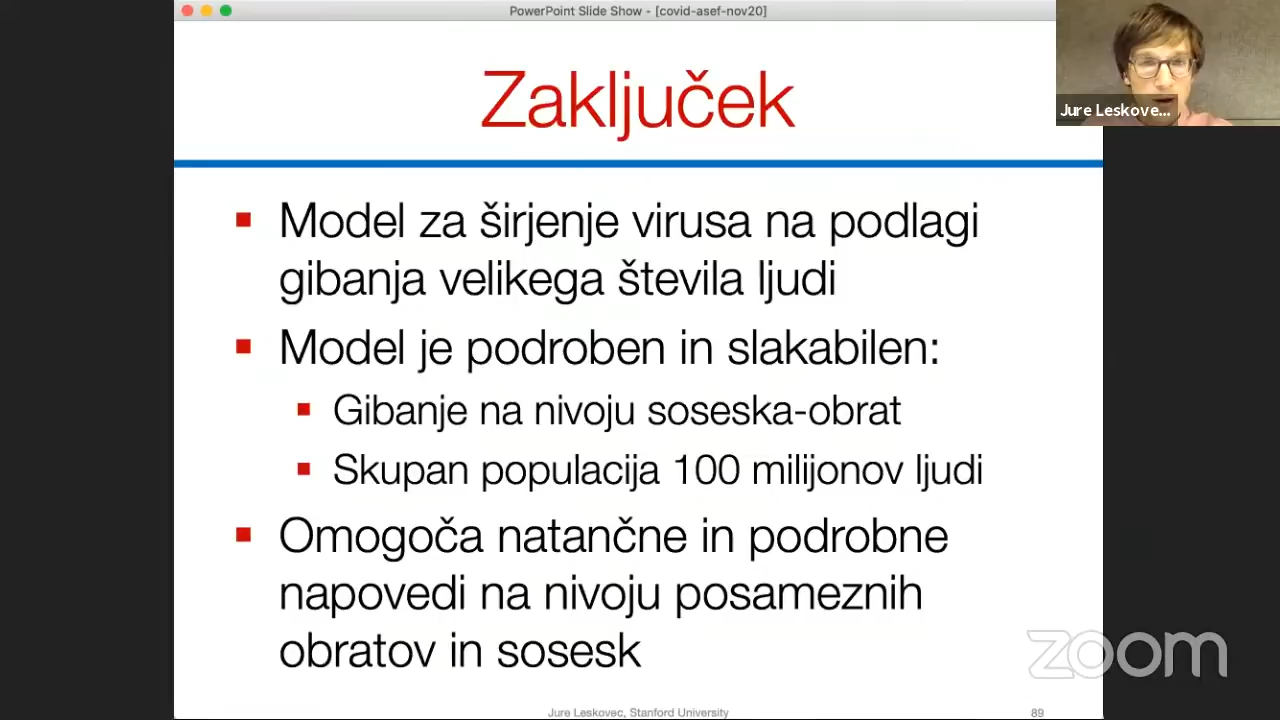 PowerPoint Slide Show - [covid-asef-nov20]
Jure Leskove...
Zaključek
Model za širjenje virusa na podlagi
gibanja velikega števila ljudi
Model je podroben in slakabilen:
Gibanje na nivoju soseska-obrat
Skupan populacija 100 milijonov ljudi
Omogoča natančne in podrobne
napovedi na nivoju posameznih
obratov in sosesk
zoom
Jure Leskovec, Stanford University
89